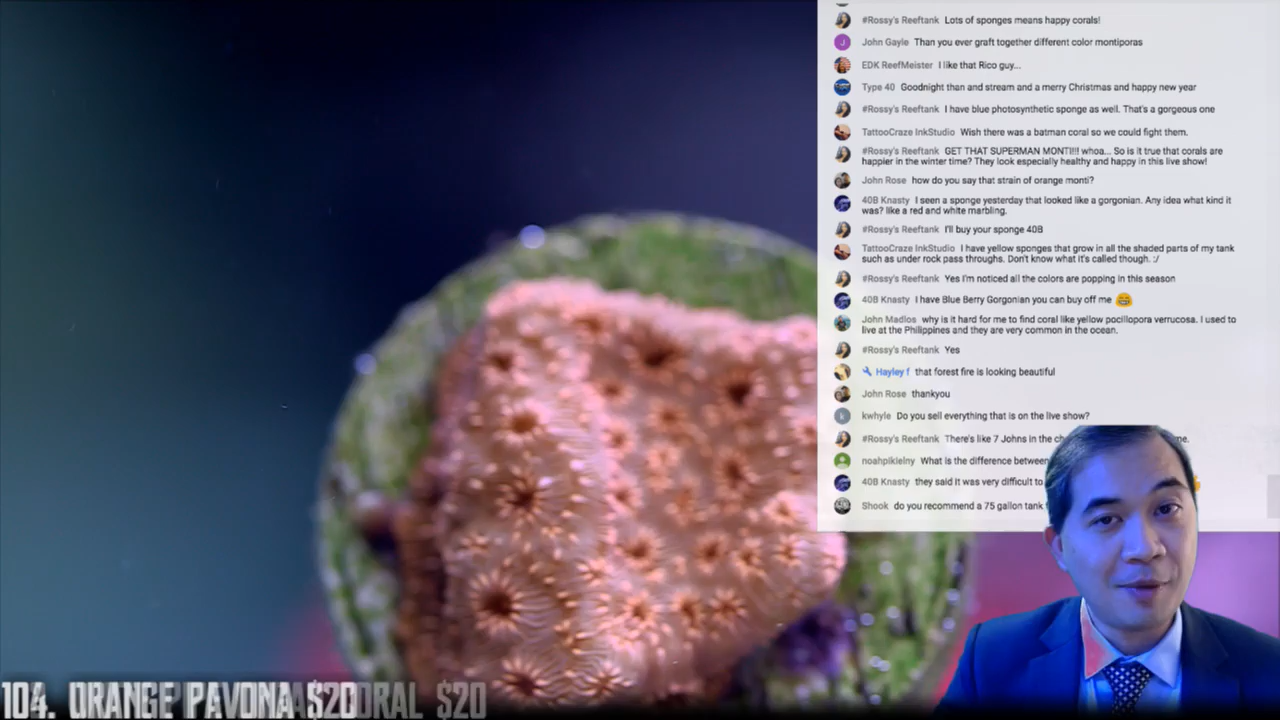 #Rossy's Reeftank Lots of sponges means happy corals!
John Gayle Than you ever graft together different color montiporas
EDK ReefMeister I like that Rico guy...
Type 40 Goodnight than and stream and a merry Christmas and happy new year
#Rossy's Reeftank I have blue photosynthetic sponge as well. That's a gorgeous one
TattooCraze InkStudio Wish there was a batman coral so we could fight them.
#Rossy's Reeftank GET THAT SUPERMAN MONTI!!! whoa... So is it true that corals are
happier in the winter time? They look especially healthy and happy in this live show!
John Rose how do you say that strain of orange monti?
40B Knasty I seen a sponge yesterday that looked like a gorgonian. Any idea what kind it
was? like a red and white marbling.
#Rossy's Reeftank I'll buy your sponge 40B
TattooCraze InkStudio I have yellow sponges that grow in all the shaded parts of my tank
such as under rock pass throughs. Don't know what it's called though. :/
#Rossy's Reeftank Yes I'm noticed all the colors are popping in this season
40B Knasty I have Blue Berry Gorgonian you can buy off me 😂
John Madlos why is it hard for me to find coral like yellow pocillopora verrucosa. I used to
live at the Philippines and they are very common in the ocean.
#Rossy's Reeftank Yes
Hayley f that forest fire is looking beautiful
John Rose thankyou
kwhyle Do you sell everything that is on the live show?
#Rossy's Reeftank There's like 7 Johns in the ch me.
noahpikielny What is the difference between
40B Knasty they said it was very difficult to
Shook do you recommend a 75 gallon tank
104. ORANGE PAVONA $20 ORAL $20